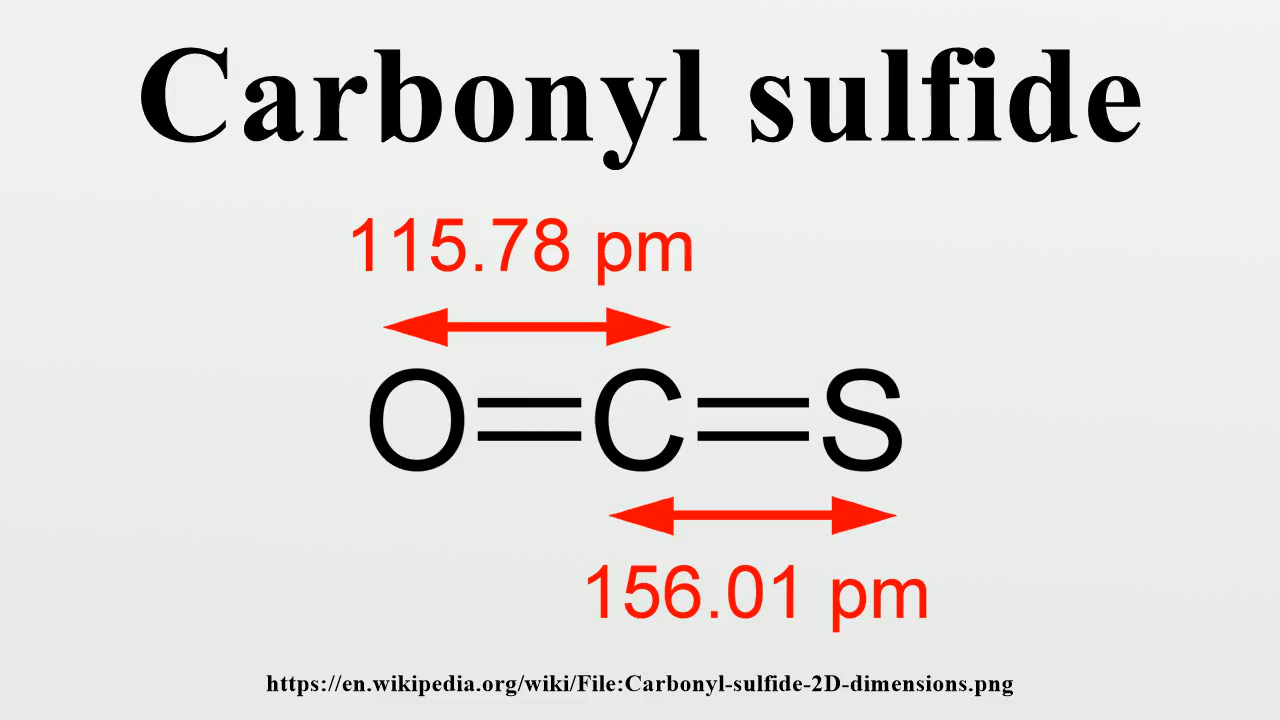 Carbonyl sulfide
115.78 pm
O=C=S
156.01 pm
https://en.wikipedia.org/wiki/File:Carbonyl-sulfide-2D-dimensions.png